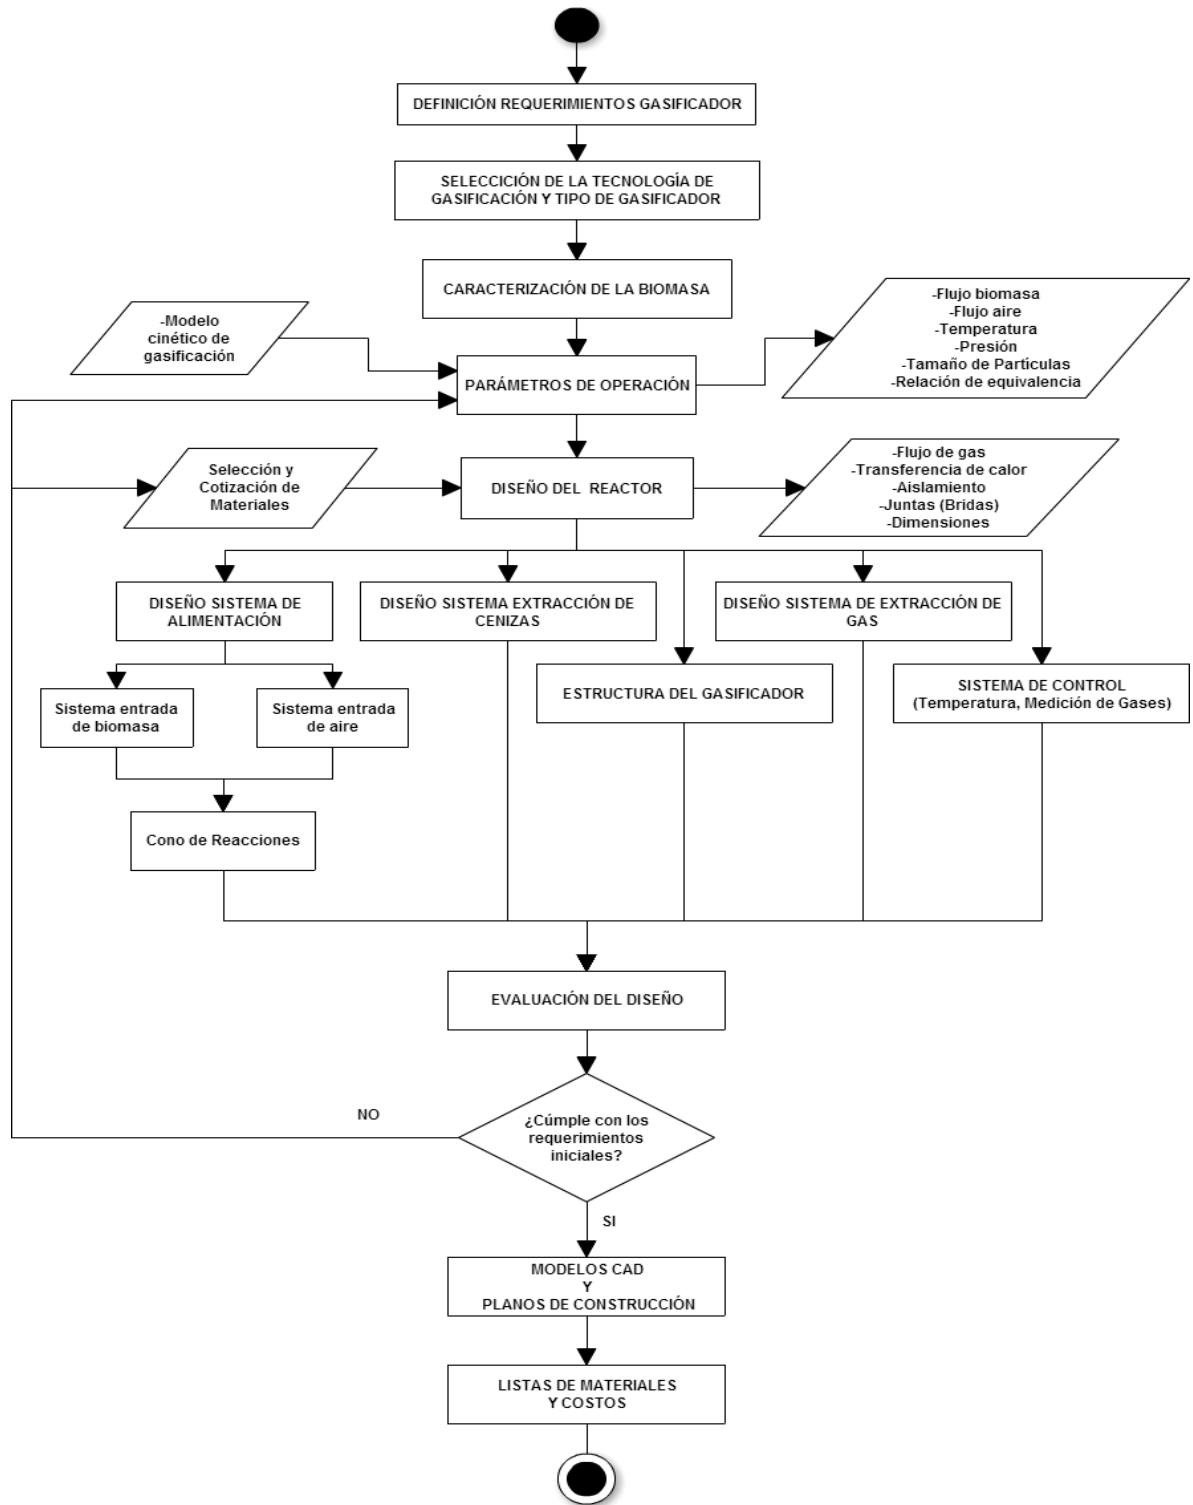 DEFINICIÓN REQUERIMIENTOS GASIFICADOR
SELECCICIÓN DE LA TECNOLOGÍA DE
GASIFICACIÓN Y TIPO DE GASIFICADOR
CARACTERIZACIÓN DE LA BIOMASA
-Modelo
cinético de
gasificación
-Flujo biomasa
-Flujo aire
-Temperatura
-Presión
-Tamaño de Partículas
-Relación de equivalencia
PARÁMETROS DE OPERACIÓN
Selección y
Cotización de
Materiales
DISEÑO DEL REACTOR
-Flujo de gas
-Transferencia de calor
-Aislamiento
-Juntas (Bridas)
-Dimensiones
DISEÑO SISTEMA DE
ALIMENTACIÓN
DISEÑO SISTEMA EXTRACCIÓN DE
CENIZAS
DISEÑO SISTEMA DE EXTRACCIÓN DE
GAS
Sistema entrada
de biomasa
Sistema entrada
de aire
ESTRUCTURA DEL GASIFICADOR
SISTEMA DE CONTROL
(Temperatura, Medición de Gases)
Cono de Reacciones
EVALUACIÓN DEL DISEÑO
NO
¿Cúmple con los
requerimientos
iniciales?
SI
MODELOS CAD
Y
PLANOS DE CONSTRUCCIÓN
LISTAS DE MATERIALES
Y COSTOS